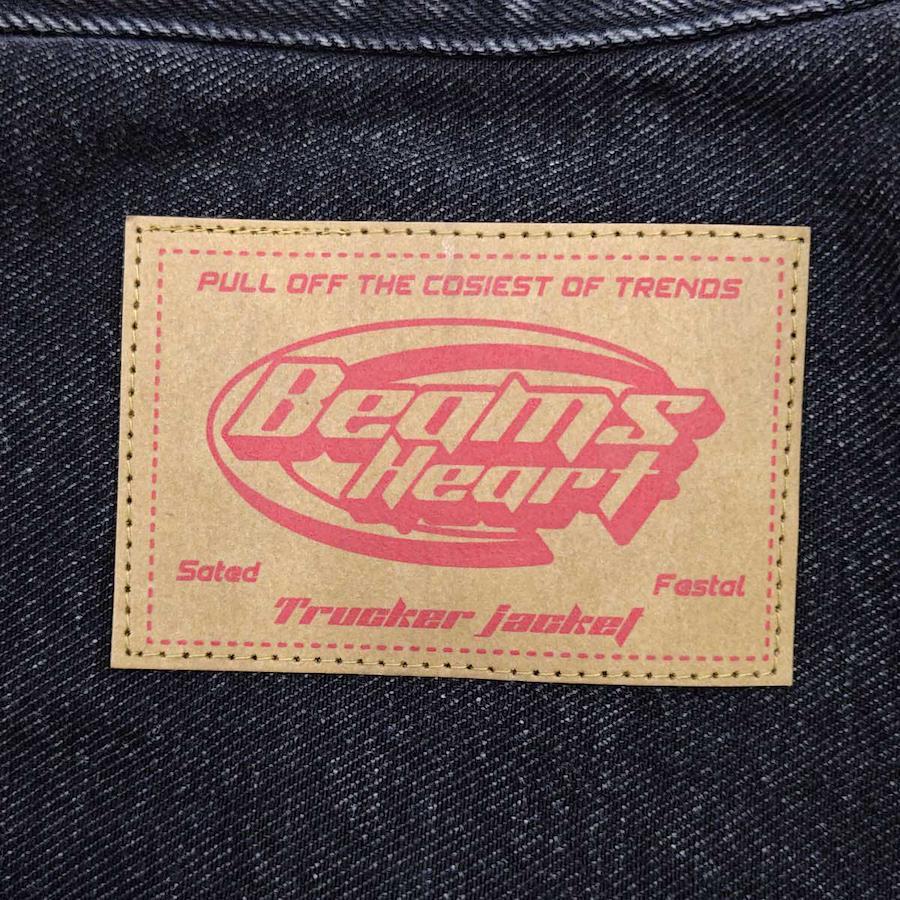 PULL OFF THE COSIEST OF TRENDS
Beams
Heart
Sated
Festal
Trucker jacket